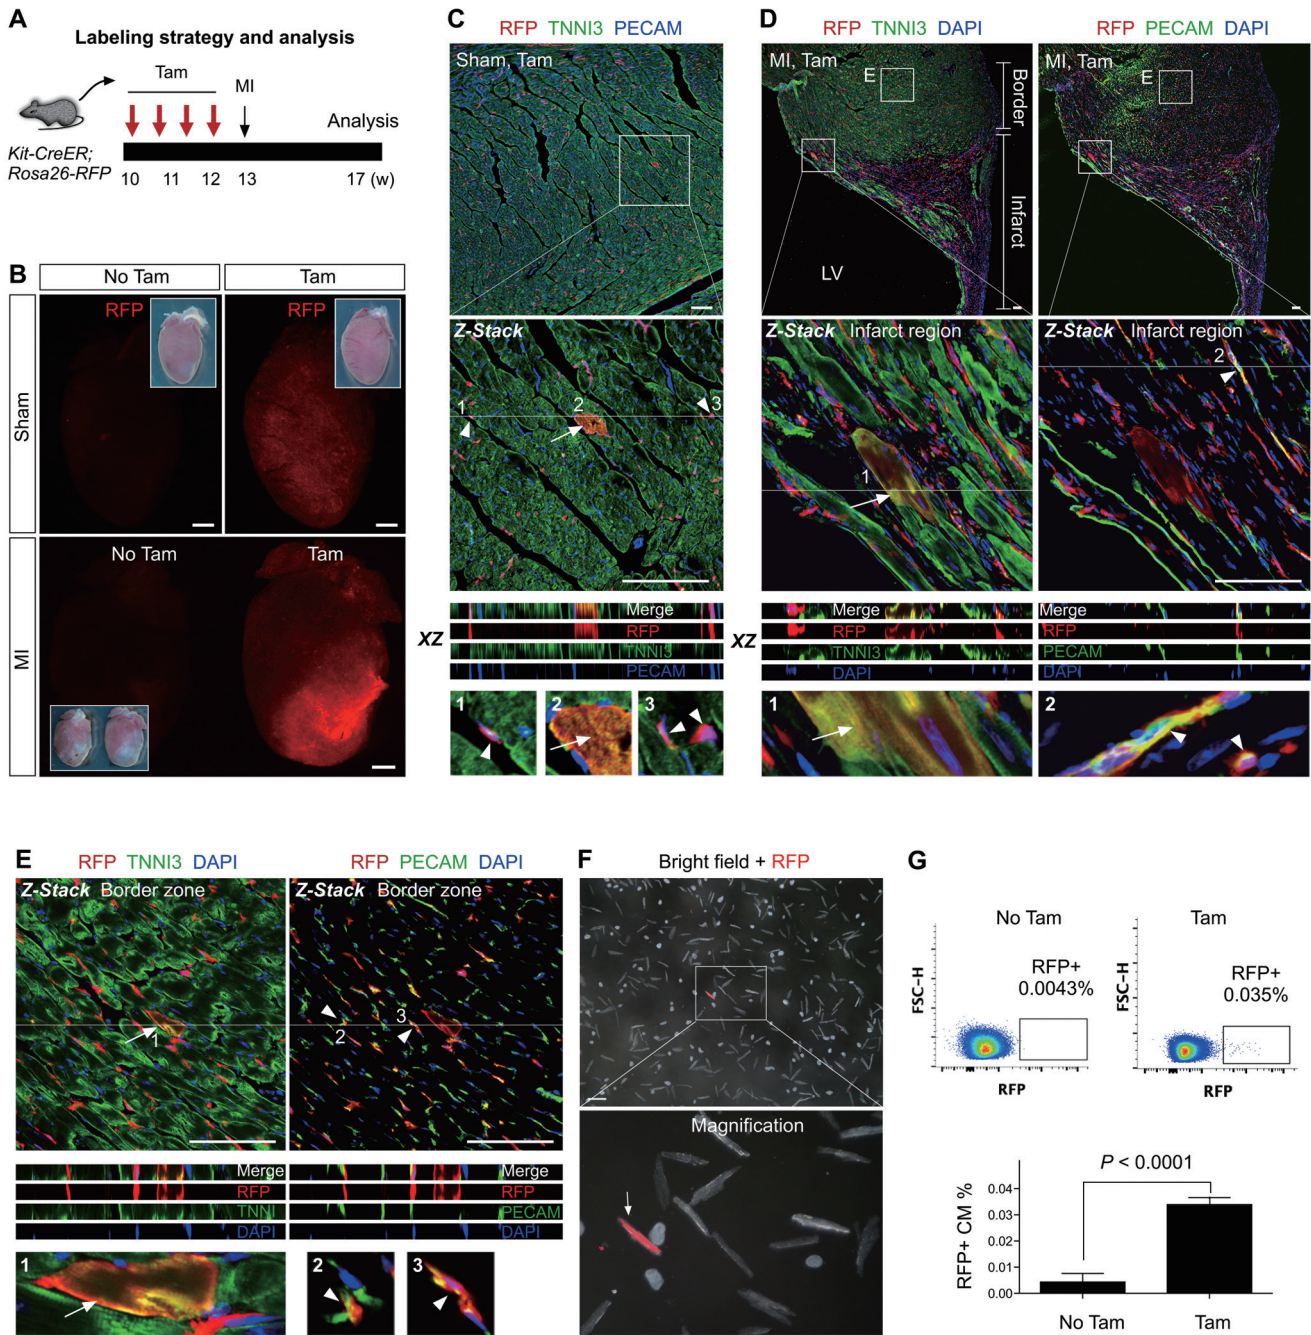 A
Labeling strategy and analysis
Tam
MI
Analysis
Kit-CreER;
Rosa26-RFP
10 11 12 13 17 (w)
B
No Tam Tam
Sham
RFP RFP
MI
No Tam Tam
C
RFP TNNI3 PECAM
Sham, Tam
Z-Stack
1 2 3
XZ
Merge
RFP
TNNI3
PECAM
1 2 3
D
RFP TNNI3 DAPI RFP PECAM DAPI
MI, Tam MI, Tam
E E
Border
Infarct
LV
Z-Stack Infarct region Z-Stack Infarct region
1 2
XZ
Merge Merge
RFP RFP
TNNI3 PECAM
DAPI DAPI
1 2
E
RFP TNNI3 DAPI RFP PECAM DAPI
Z-Stack Border zone Z-Stack Border zone
1 2 3
Merge Merge
RFP RFP
TNNI PECAM
DAPI DAPI
1 2 3
F
Bright field + RFP
Magnification
G
No Tam Tam
RFP+
0.0043%
RFP+
0.035%
FSC-H FSC-H
RFP RFP
P < 0.0001
RFP+ CM %
0.04
0.03
0.02
0.01
0.00
No Tam Tam